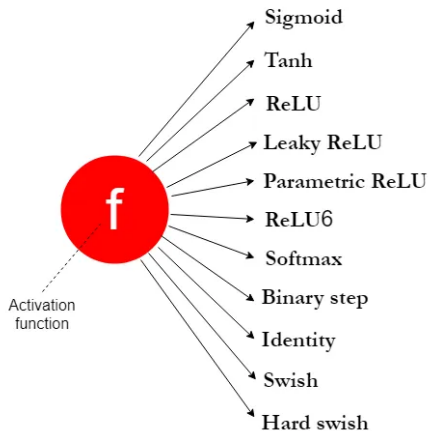 Sigmoid
Tanh
ReLU
Leaky ReLU
Parametric ReLU
f
ReLU6
Softmax
Binary step
Activation
function
Identity
Swish
Hard swish